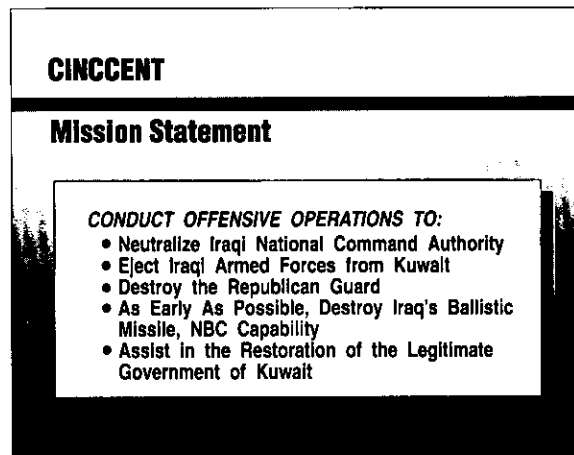 CINCCENT
Mission Statement
CONDUCT OFFENSIVE OPERATIONS TO:
• Neutralize Iraqi National Command Authority
• Eject Iraqi Armed Forces from Kuwait
• Destroy the Republican Guard
• As Early As Possible, Destroy Iraq's Ballistic
Missile, NBC Capability
• Assist in the Restoration of the Legitimate
Government of Kuwait